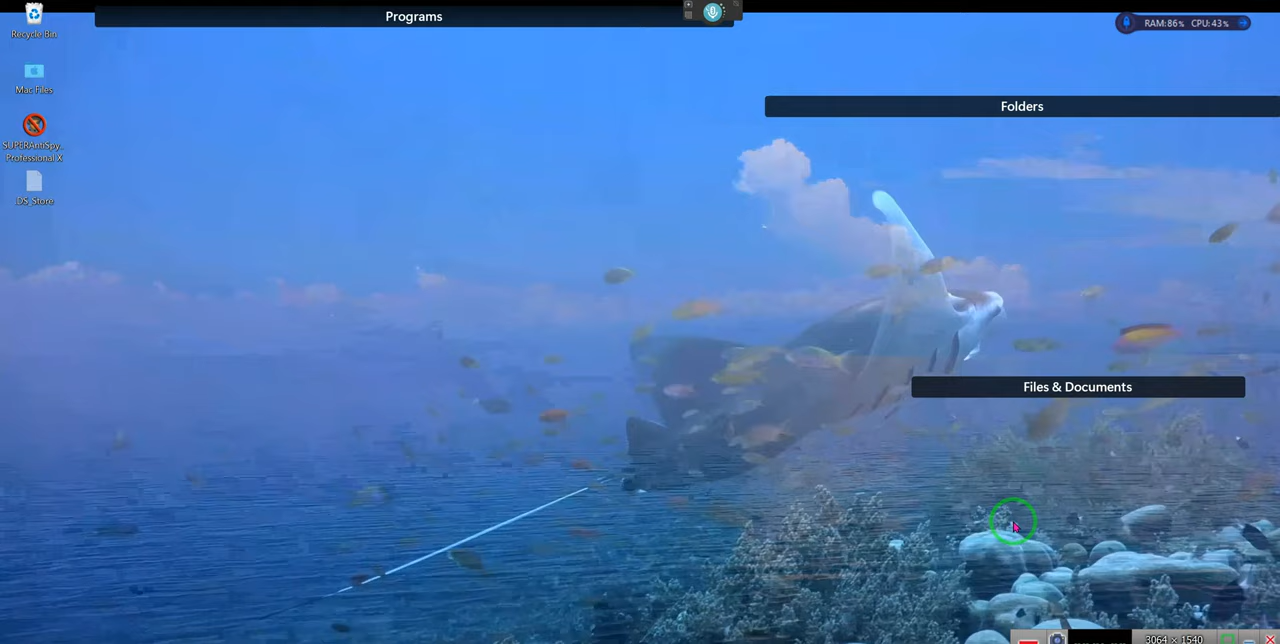 Programs
RAM:86% CPU:43%
Recycle Bin
Mac Files
Folders
SUPERAntiSpy...
Professional X
.DS_Store
Files & Documents
3064 × 1540